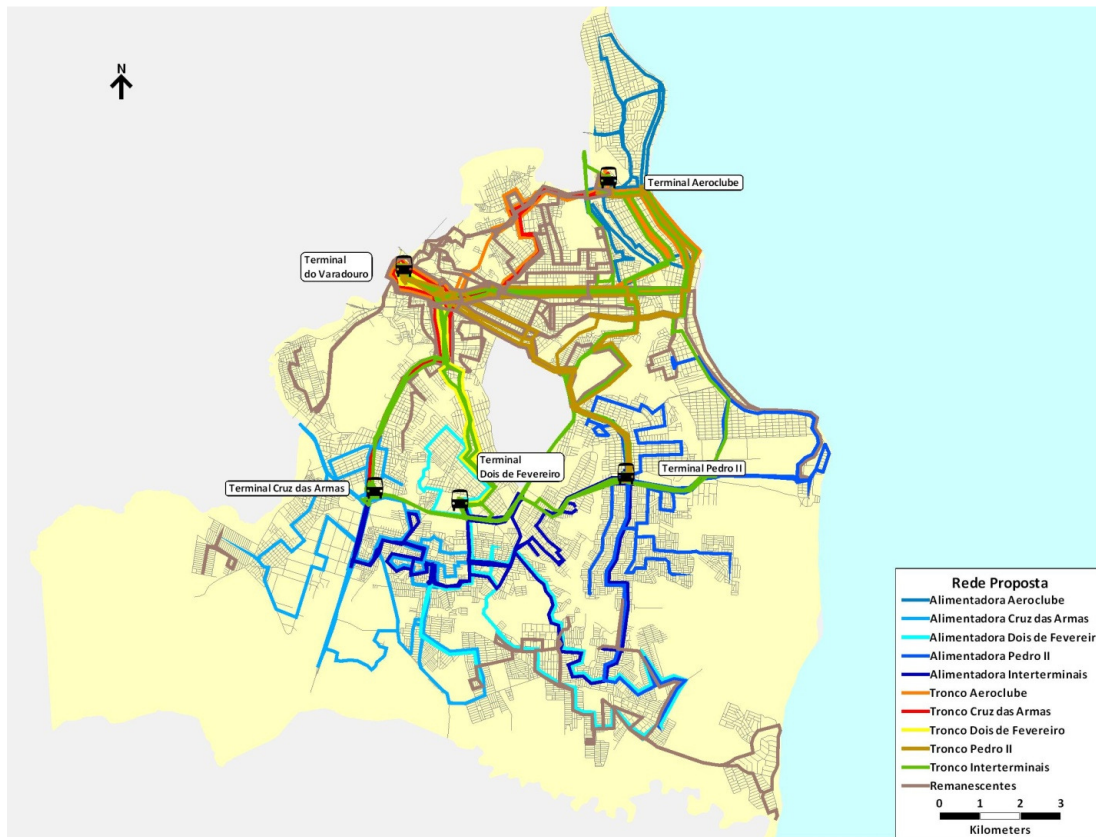 N
Terminal Aeroclube
Terminal
do Varadouro
Terminal
Dois de Fevereiro
Terminal Pedro II
Terminal Cruz das Armas
Rede Proposta
Alimentadora Aeroclube
Alimentadora Cruz das Armas
Alimentadora Dois de Fevereir
Alimentadora Pedro II
Alimentadora Interterminais
Tronco Aeroclube
Tronco Cruz das Armas
Tronco Dois de Fevereiro
Tronco Pedro II
Tronco Interterminais
Remanescentes
0 1 2 3
Kilometers